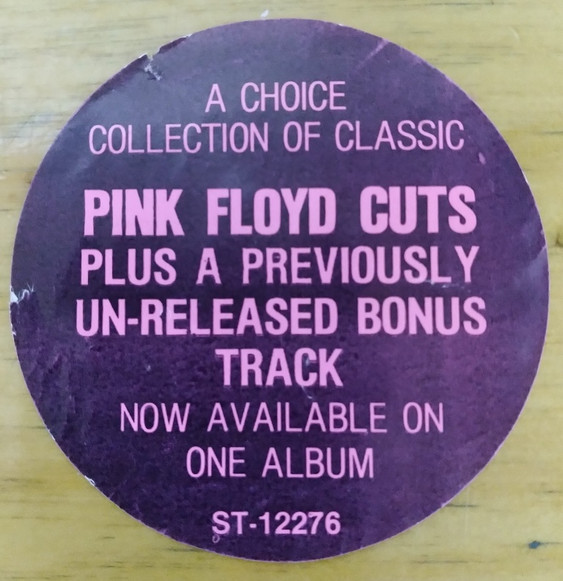 A CHOICE
COLLECTION OF CLASSIC
PINK FLOYD CUTS
PLUS A PREVIOUSLY
UN-RELEASED BONUS
TRACK
NOW AVAILABLE ON
ONE ALBUM
ST-12276